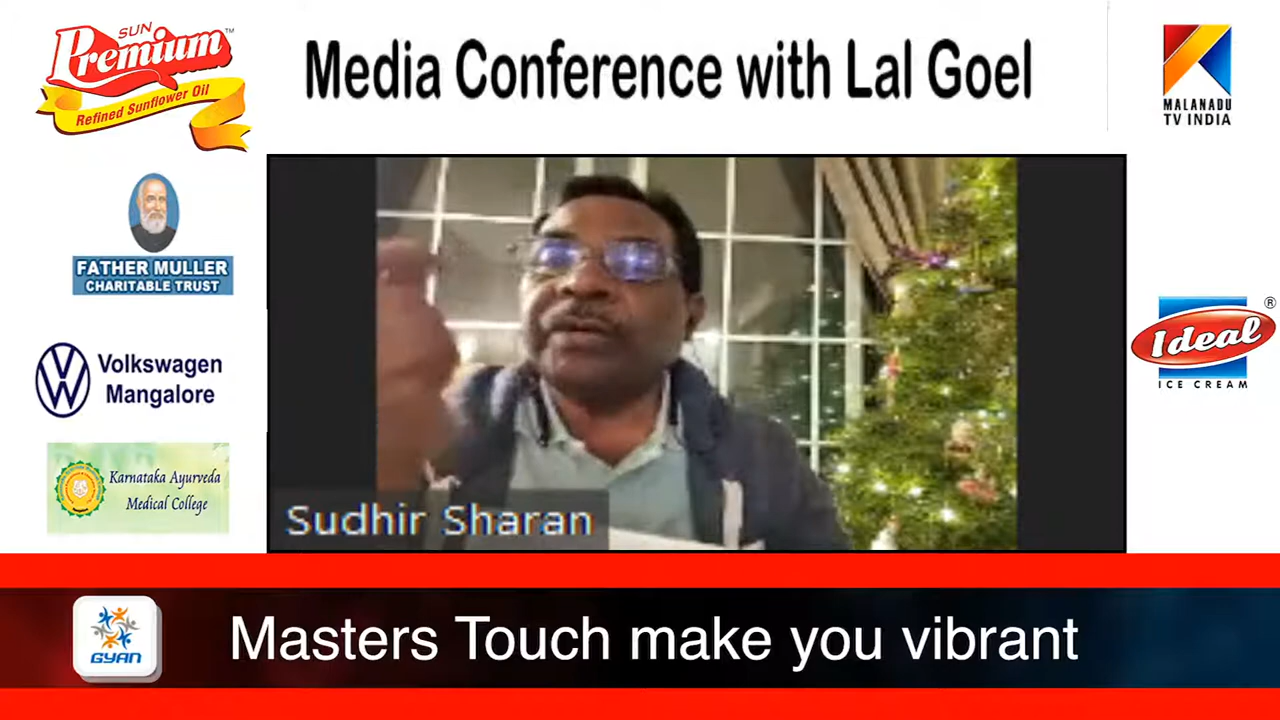 SUN
Premium™
Refined Sunflower Oil
Media Conference with Lal Goel
MALANADU
TV INDIA
FATHER MULLER
CHARITABLE TRUST
Volkswagen
Mangalore
Ideal®
ICE CREAM
Karnataka Ayurveda
Medical College
Sudhir Sharan
GYAN
Masters Touch make you vibrant